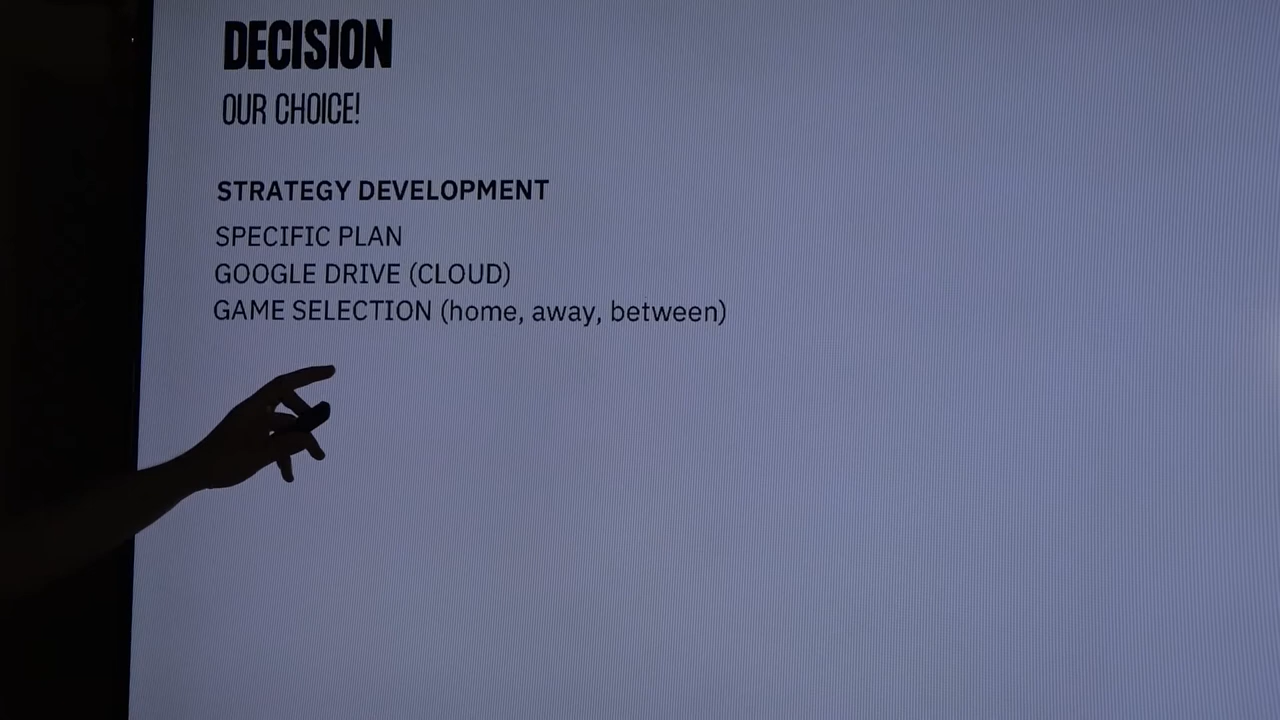 DECISION
OUR CHOICE!
STRATEGY DEVELOPMENT
SPECIFIC PLAN
GOOGLE DRIVE (CLOUD)
GAME SELECTION (home, away, between)